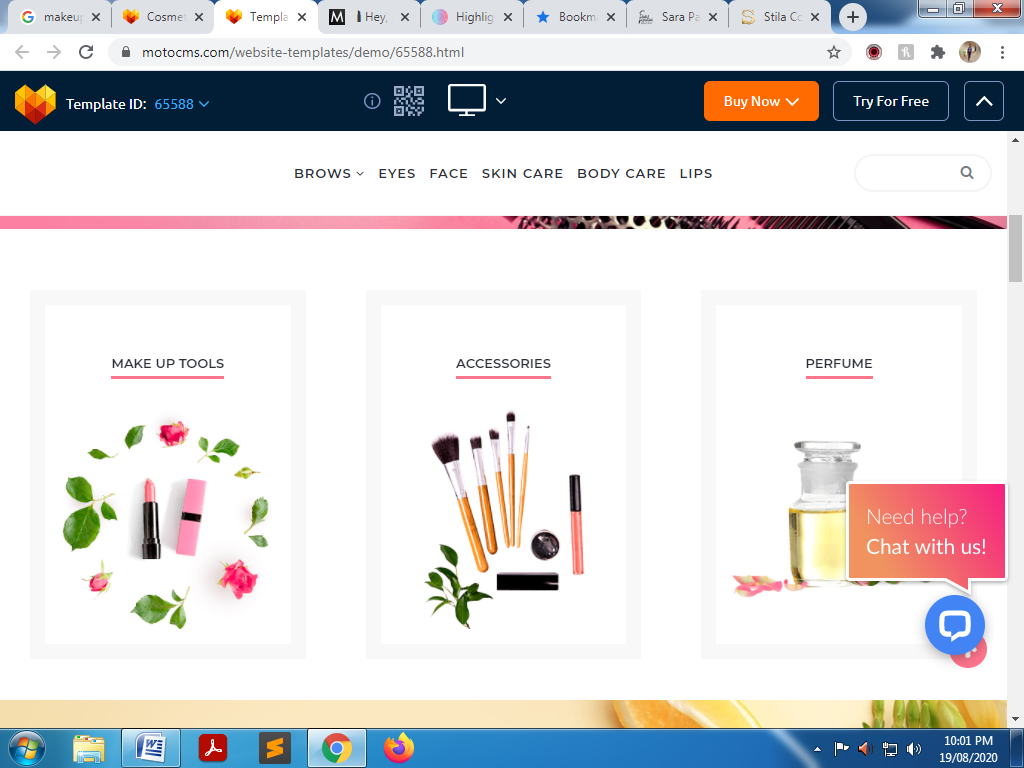 makeup
Cosmet
Templa
M
Hey,
Highlig
Bookm
Sara Pa
S
Stila Co
motocms.com/website-templates/demo/65588.html
Template ID: 65588
Buy Now
Try For Free
BROWS EYES FACE SKIN CARE BODY CARE LIPS
MAKE UP TOOLS
ACCESSORIES
PERFUME
Need help?
Chat with us!
10:01 PM
19/08/2020